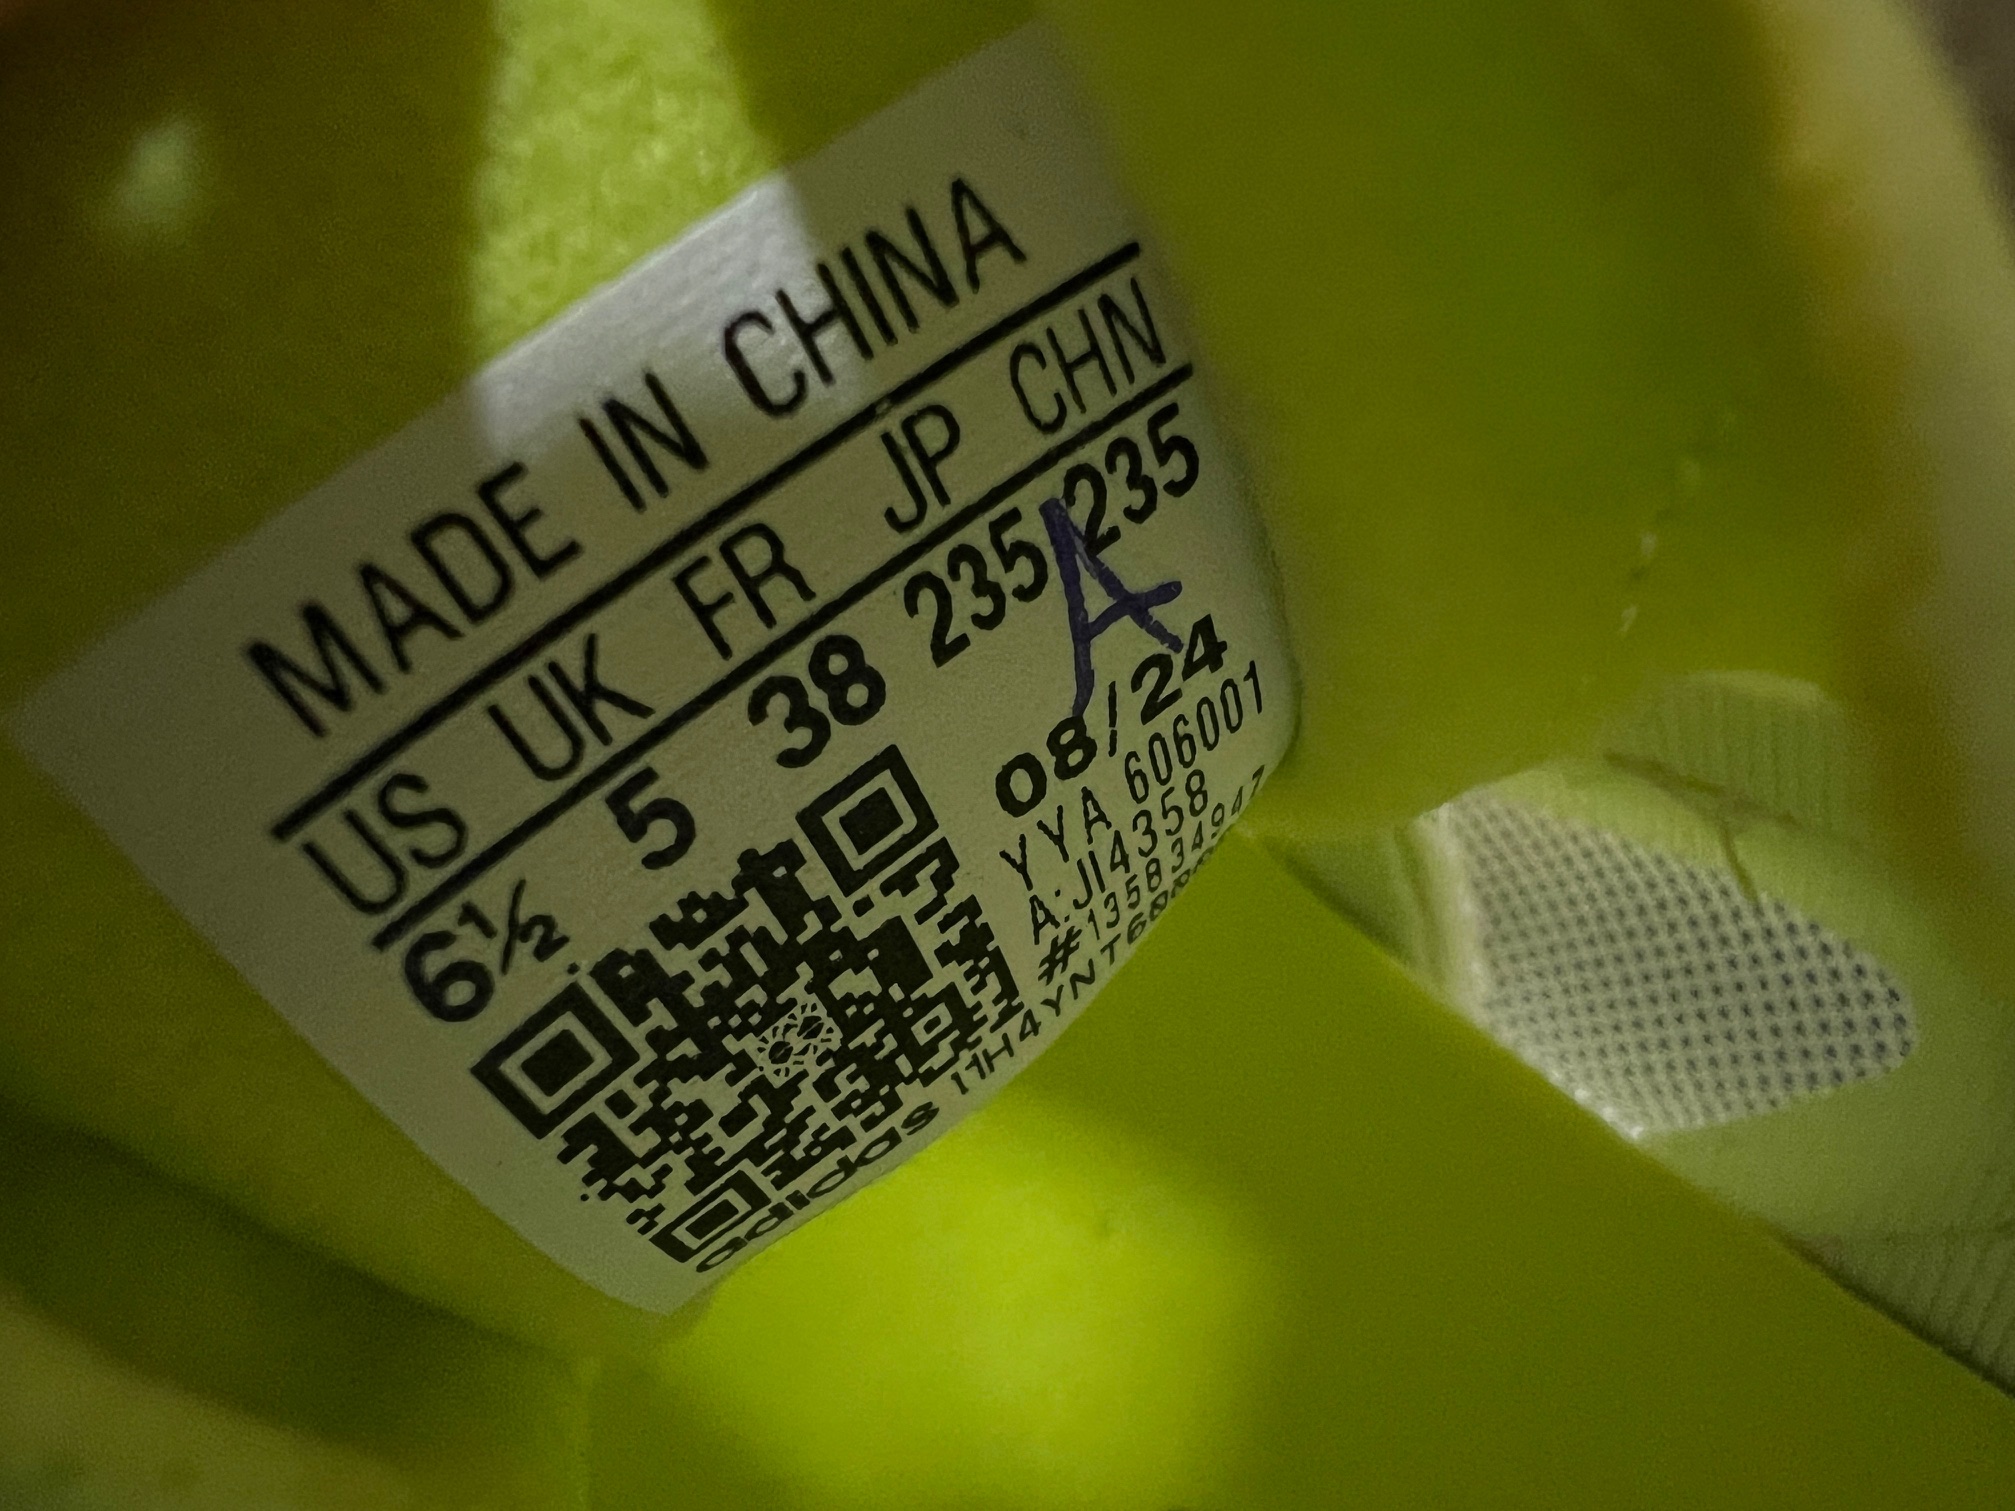 MADE IN CHINA
US UK FR JP CHN
6½ 5 38 235 235
A
08/24
YYA 606001
A:JI4358
#1358349947
adidas